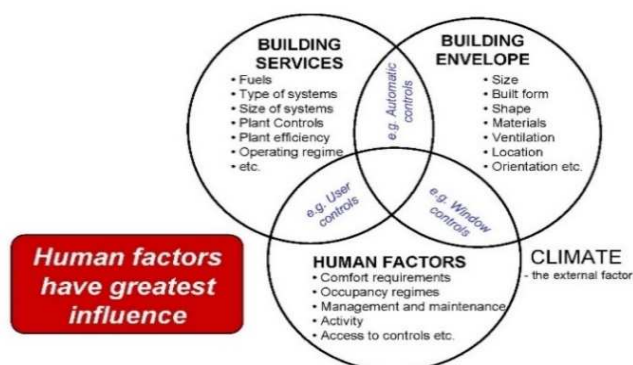 BUILDING
SERVICES
• Fuels
• Type of systems
• Size of systems
• Plant Controls
• Plant efficiency
• Operating regime
• etc.
BUILDING
ENVELOPE
• Size
• Built form
• Shape
• Materials
• Ventilation
• Location
• Orientation etc.
e.g. Automatic
controls
e.g. User
controls
e.g. Window
controls
HUMAN FACTORS
• Comfort requirements
• Occupancy regimes
• Management and maintenance
• Activity
• Access to controls etc.
CLIMATE
- the external factor
Human factors
have greatest
influence